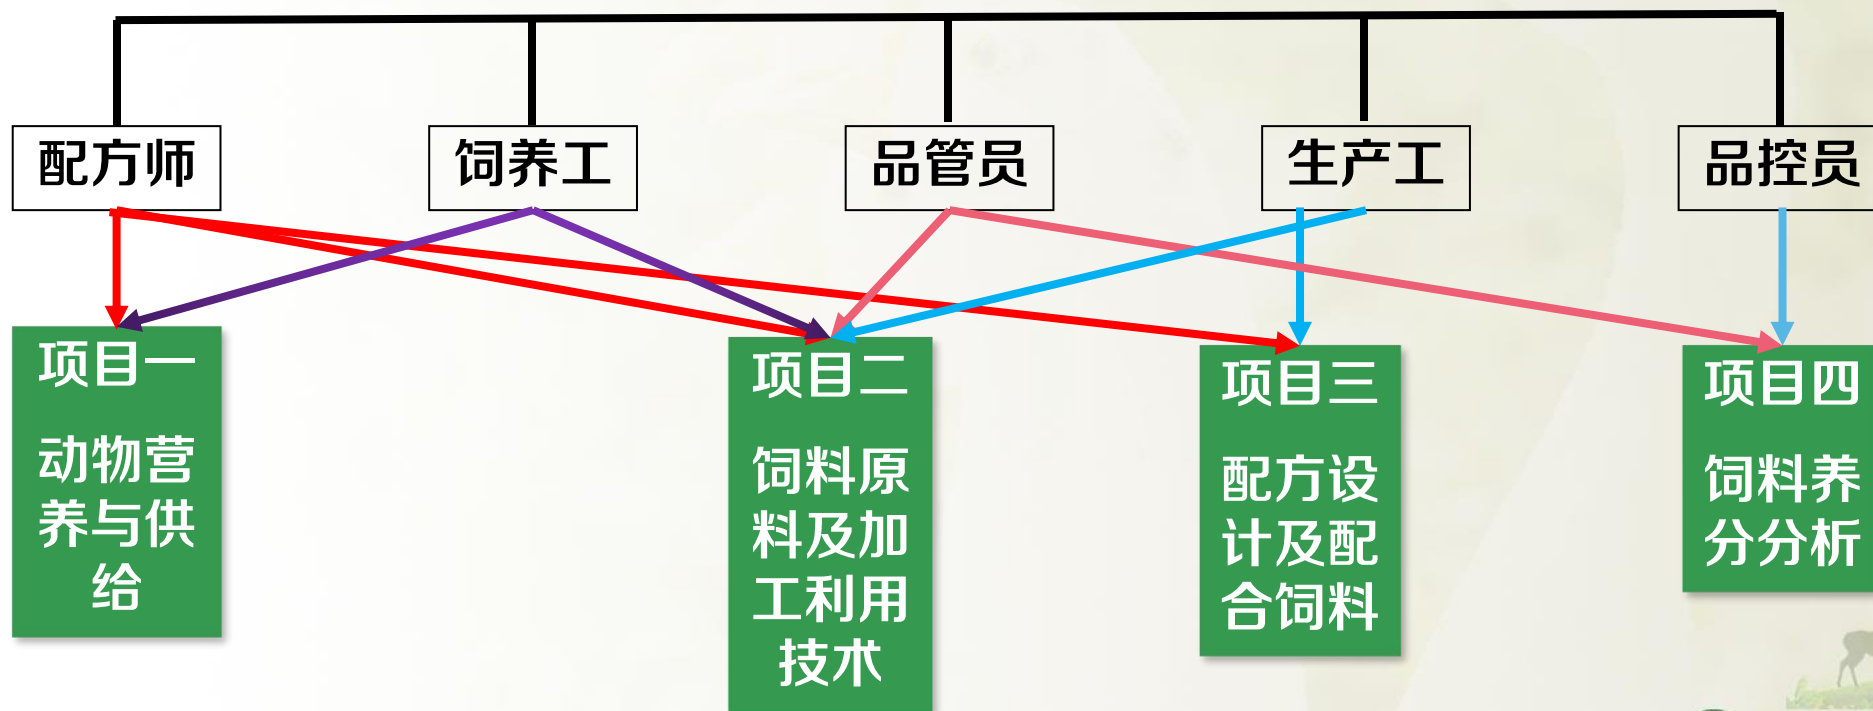 配方师
饲养工
品管员
生产工
品控员
项目一
动物营
养与供
给
项目二
饲料原
料及加
工利用
技术
项目三
配方设
计及配
合饲料
项目四
饲料养
分分析